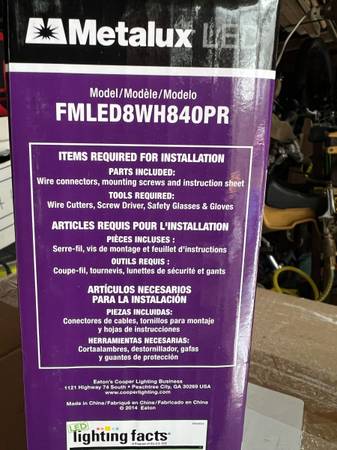 Metalux LED
Model/Modèle/Modelo
FMLED8WH840PR
ITEMS REQUIRED FOR INSTALLATION
PARTS INCLUDED:
Wire connectors, mounting screws and instruction sheet
TOOLS REQUIRED:
Wire Cutters, Screw Driver, Safety Glasses & Gloves
ARTICLES REQUIS POUR L'INSTALLATION
PIÈCES INCLUSES :
Serre-fil, vis de montage et feuillet d'instructions
OUTILS REQUIS :
Coupe-fil, tournevis, lunettes de sécurité et gants
ARTÍCULOS NECESARIOS
PARA LA INSTALACIÓN
PIEZAS INCLUIDAS:
Conectores de cables, tornillos para montaje
y hojas de instrucciones
HERRAMIENTAS NECESARIAS:
Cortaalambres, destornillador, gafas
y guantes de protección
Eaton's Cooper Lighting Business
1121 Highway 74 South • Peachtree City, GA 30269 USA
www.cooperlighting.com
Made in China/Fabriqué en Chine/Fabricado en China
© 2014 Eaton
LED
lighting facts